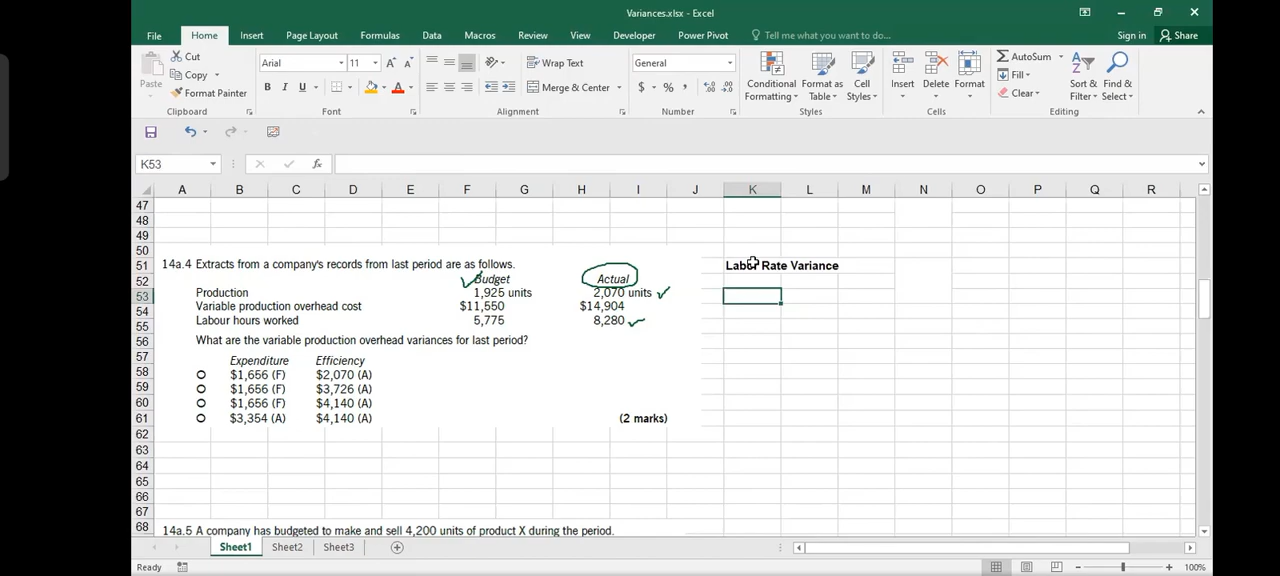 Variances.xlsx - Excel
File Home Insert Page Layout Formulas Data Macros Review View Developer Power Pivot Tell me what you want to do... Sign in Share
Cut
Copy
Format Painter
Paste
Clipboard
Arial 11
B I U
Font
Wrap Text
Merge & Center
Alignment
General
$ % ,
Number
Conditional Formatting
Format as Table
Cell Styles
Styles
Insert Delete Format
Cells
AutoSum
Fill
Clear
Sort & Filter
Find & Select
Editing
K53 fx
A B C D E F G H I J K L M N O P Q R
47
48
49
50
51 14a.4 Extracts from a company's records from last period are as follows. Labor Rate Variance
52 Budget Actual
53 Production 1,925 units 2,070 units
54 Variable production overhead cost $11,550 $14,904
55 Labour hours worked 5,775 8,280
56 What are the variable production overhead variances for last period?
57 Expenditure Efficiency
58 O $1,656 (F) $2,070 (A)
59 O $1,656 (F) $3,726 (A)
60 O $1,656 (F) $4,140 (A)
61 O $3,354 (A) $4,140 (A) (2 marks)
62
63
64
65
66
67
68 14a.5 A company has budgeted to make and sell 4,200 units of product X during the period.
Sheet1 Sheet2 Sheet3
Ready 100%